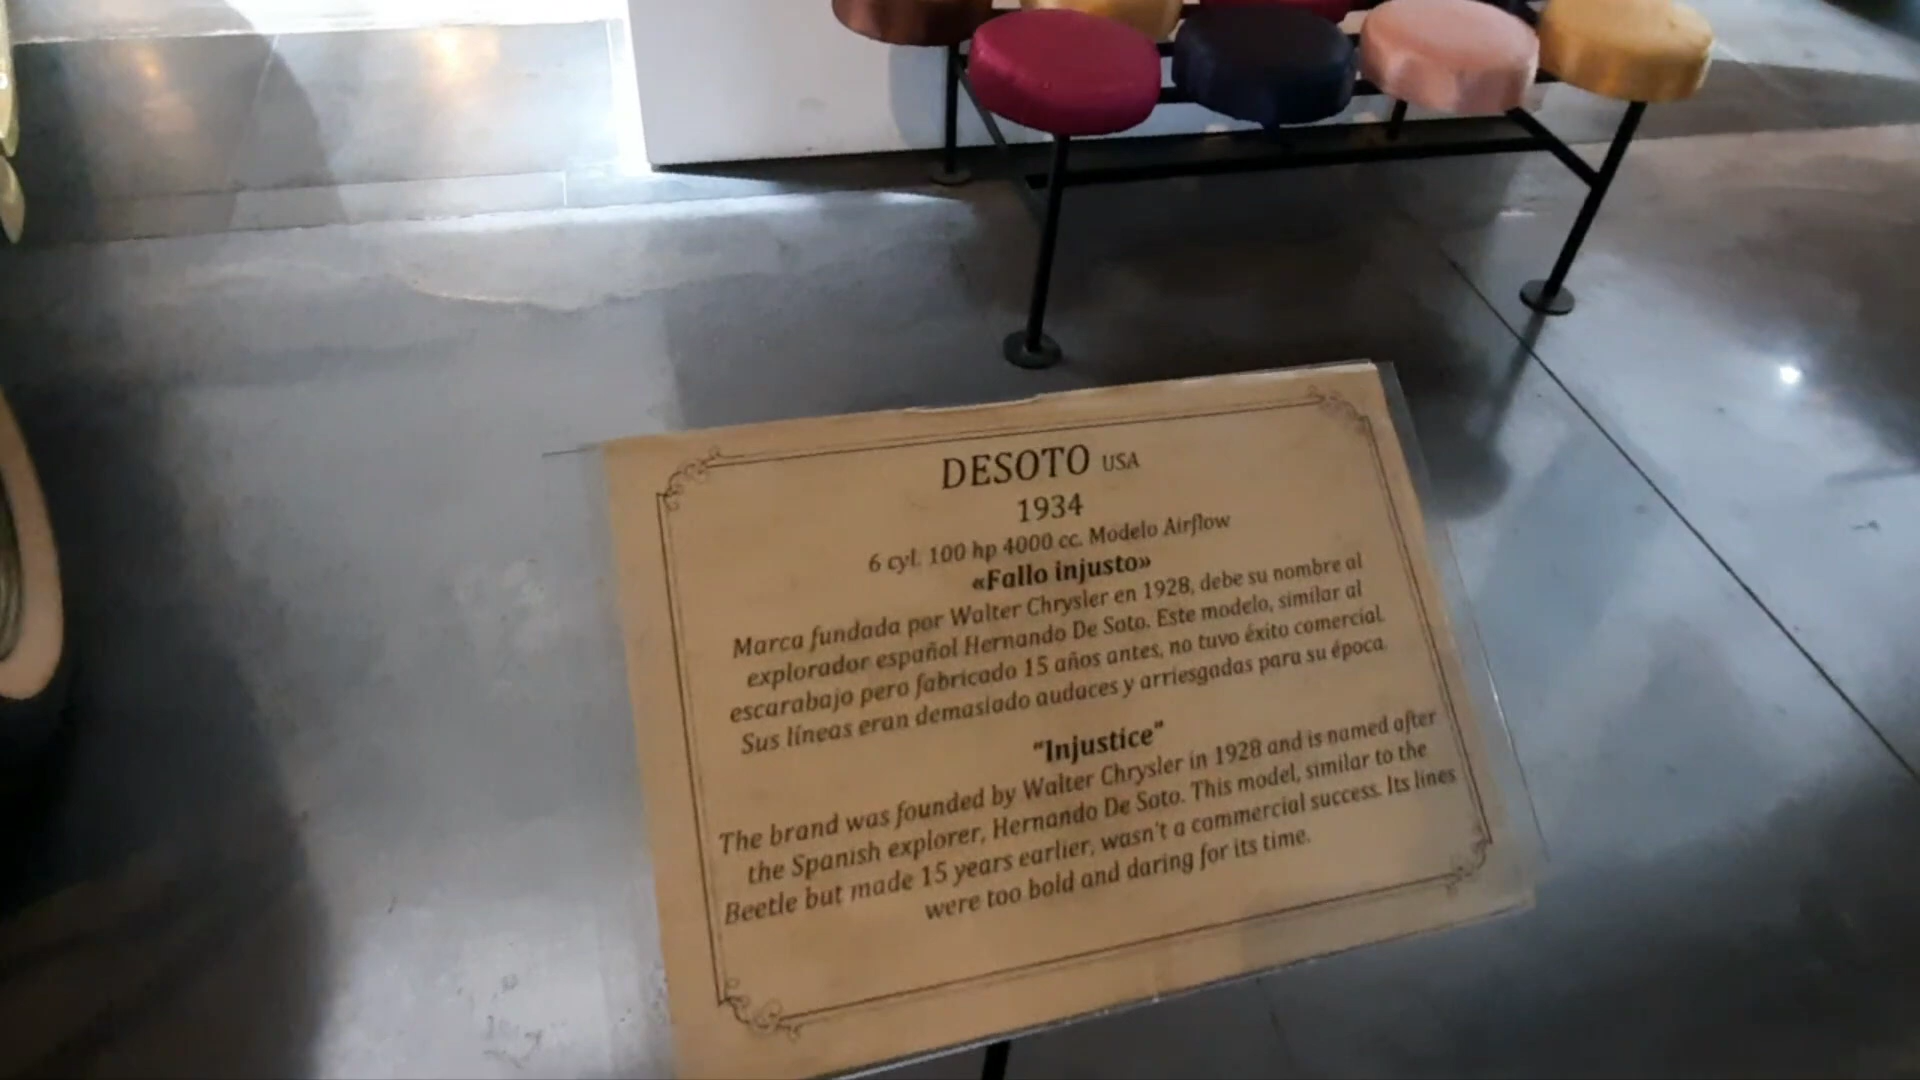 DESOTO USA
1934
6 cyl. 100 hp 4000 cc. Modelo Airflow
«Fallo injusto»
Marca fundada por Walter Chrysler en 1928, debe su nombre al
explorador español Hernando De Soto. Este modelo, similar al
escarabajo pero fabricado 15 años antes, no tuvo éxito comercial.
Sus líneas eran demasiado audaces y arriesgadas para su época.
"Injustice"
The brand was founded by Walter Chrysler in 1928 and is named after
the Spanish explorer, Hernando De Soto. This model, similar to the
Beetle but made 15 years earlier, wasn't a commercial success. Its lines
were too bold and daring for its time.